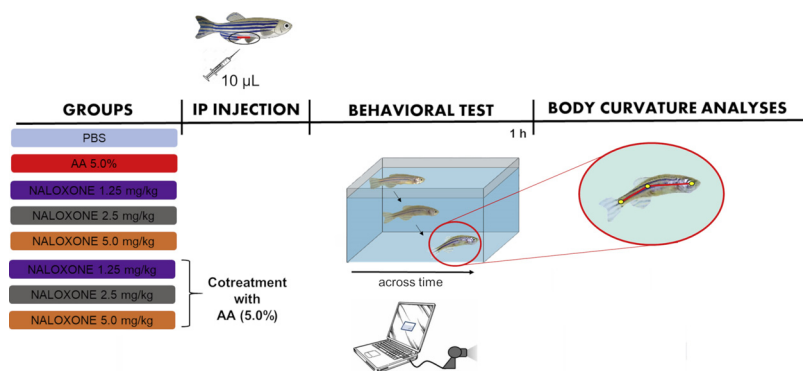 10 µL
GROUPS
IP INJECTION
BEHAVIORAL TEST
BODY CURVATURE ANALYSES
1 h
PBS
AA 5.0%
NALOXONE 1.25 mg/kg
NALOXONE 2.5 mg/kg
NALOXONE 5.0 mg/kg
NALOXONE 1.25 mg/kg
NALOXONE 2.5 mg/kg
NALOXONE 5.0 mg/kg
Cotreatment
with
AA (5.0%)
across time